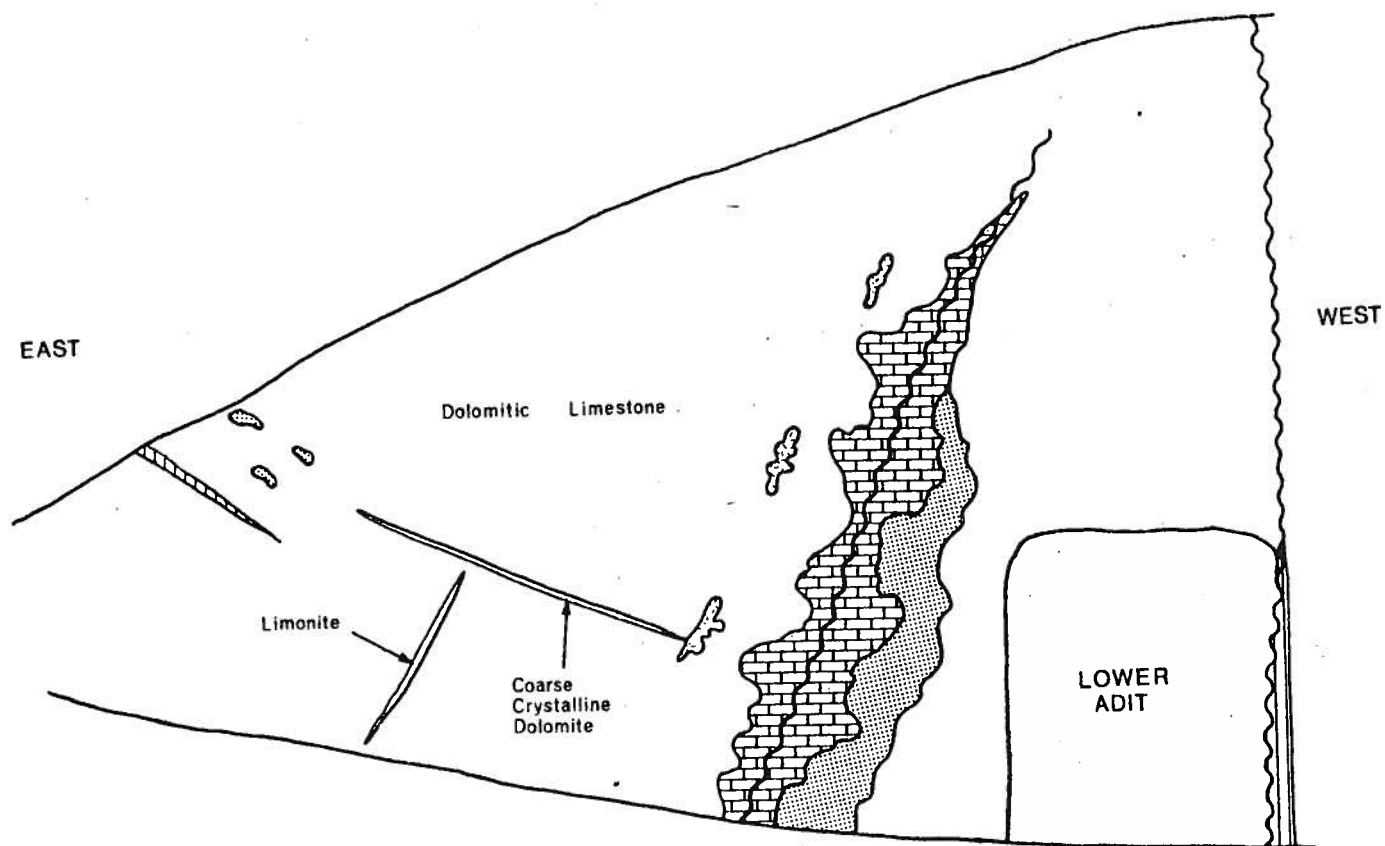 EAST
WEST
Dolomitic Limestone
Limonite
Coarse
Crystalline
Dolomite
LOWER
ADIT